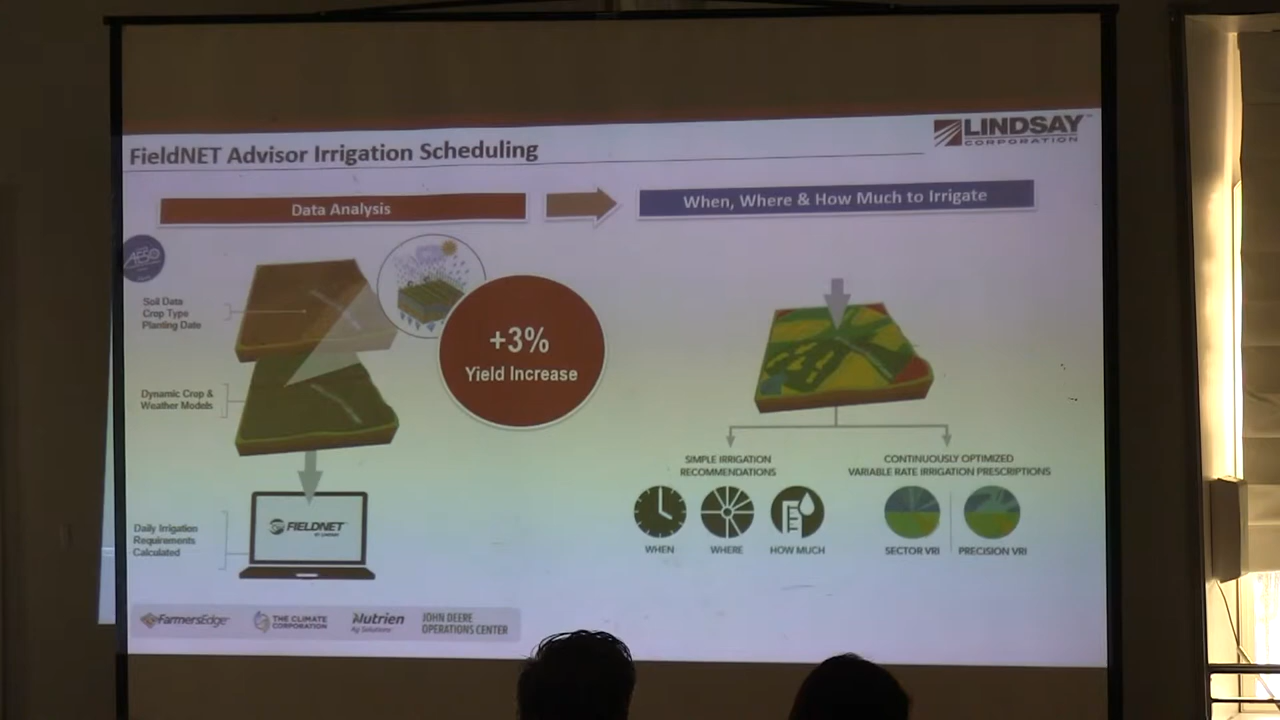 FieldNET Advisor Irrigation Scheduling
LINDSAY
CORPORATION
Data Analysis
When, Where & How Much to Irrigate
AE50
Soil Data
Crop Type
Planting Date
+3%
Yield Increase
Dynamic Crop &
Weather Models
SIMPLE IRRIGATION
RECOMMENDATIONS
CONTINUOUSLY OPTIMIZED
VARIABLE RATE IRRIGATION PRESCRIPTIONS
Daily Irrigation
Requirements
Calculated
FIELDNET
BY LINDSAY
WHEN
WHERE
HOW MUCH
SECTOR VRI
PRECISION VRI
FarmersEdge
THE CLIMATE
CORPORATION
Nutrien
Ag Solutions
JOHN DEERE
OPERATIONS CENTER